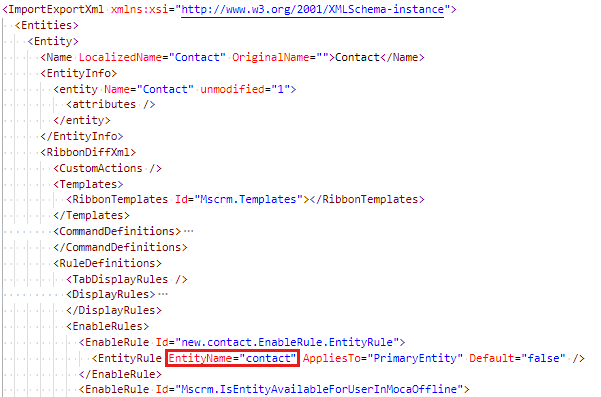 <ImportExportXml xmlns:xsi="http://www.w3.org/2001/XMLSchema-instance">
<Entities>
<Entity>
<Name LocalizedName="Contact" OriginalName="">Contact</Name>
<EntityInfo>
<entity Name="Contact" unmodified="1">
<attributes />
</entity>
</EntityInfo>
<RibbonDiffXml>
<CustomActions />
<Templates>
<RibbonTemplates Id="Mscrm.Templates"></RibbonTemplates>
</Templates>
<CommandDefinitions>…
</CommandDefinitions>
<RuleDefinitions>
<TabDisplayRules />
<DisplayRules>…
</DisplayRules>
<EnableRules>
<EnableRule Id="new.contact.EnableRule.EntityRule">
<EntityRule EntityName="contact" AppliesTo="PrimaryEntity" Default="false" />
</EnableRule>
<EnableRule Id="Mscrm.IsEntityAvailableForUserInMocaOffline">